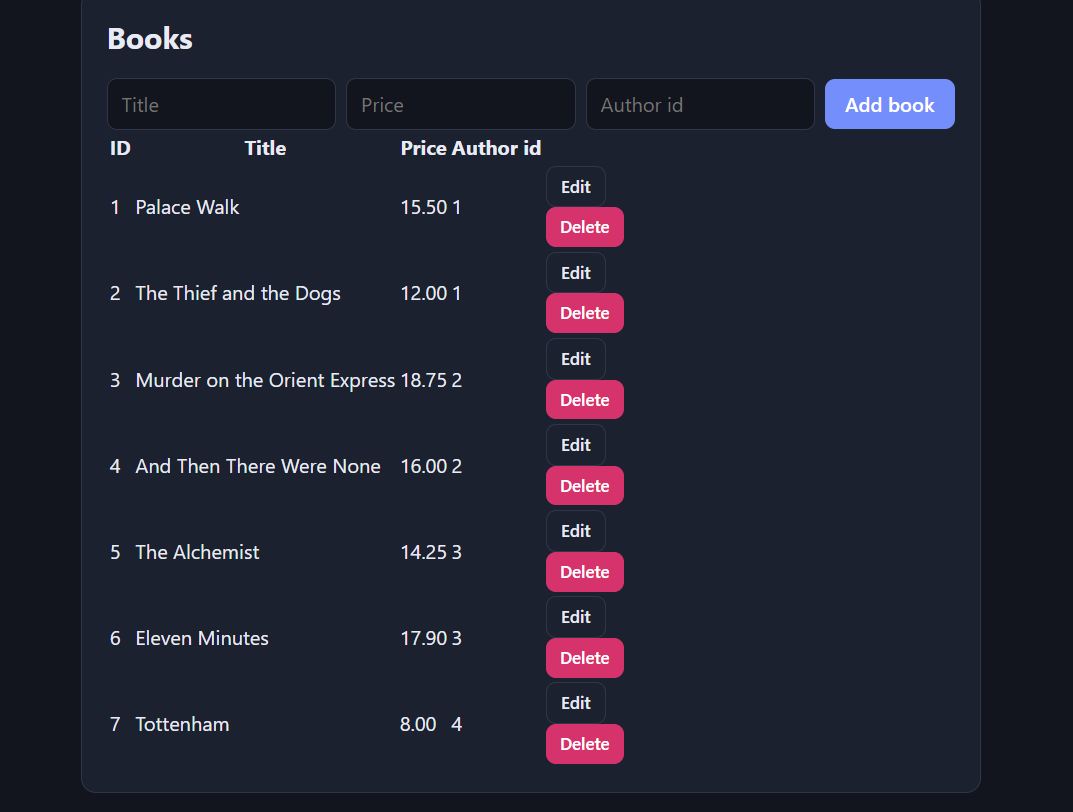 Books
Title Price Author id Add book
ID Title Price Author id
1 Palace Walk 15.50 1 Edit
Delete
2 The Thief and the Dogs 12.00 1 Edit
Delete
3 Murder on the Orient Express 18.75 2 Edit
Delete
4 And Then There Were None 16.00 2 Edit
Delete
5 The Alchemist 14.25 3 Edit
Delete
6 Eleven Minutes 17.90 3 Edit
Delete
7 Tottenham 8.00 4 Edit
Delete